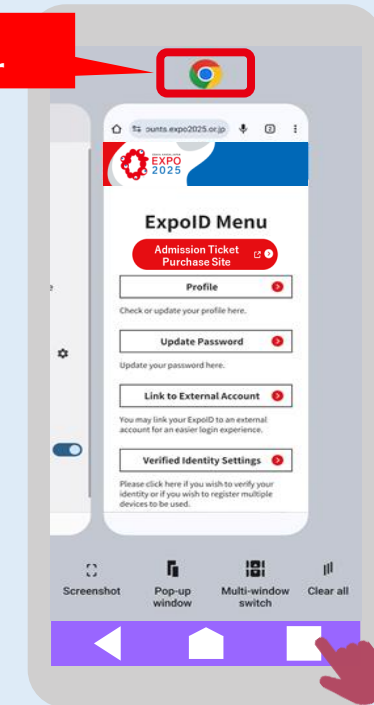 ounts.expo2025.or.jp
2
EXPO
2025
ExpoID Menu
Admission Ticket
Purchase Site
Profile
Check or update your profile here.
Update Password
Update your password here.
Link to External Account
You may link your ExpoID to an external
account for an easier login experience.
Verified Identity Settings
Please click here if you wish to verify your
identity or if you wish to register multiple
devices to be used.
Screenshot
Pop-up
window
Multi-window
switch
Clear all